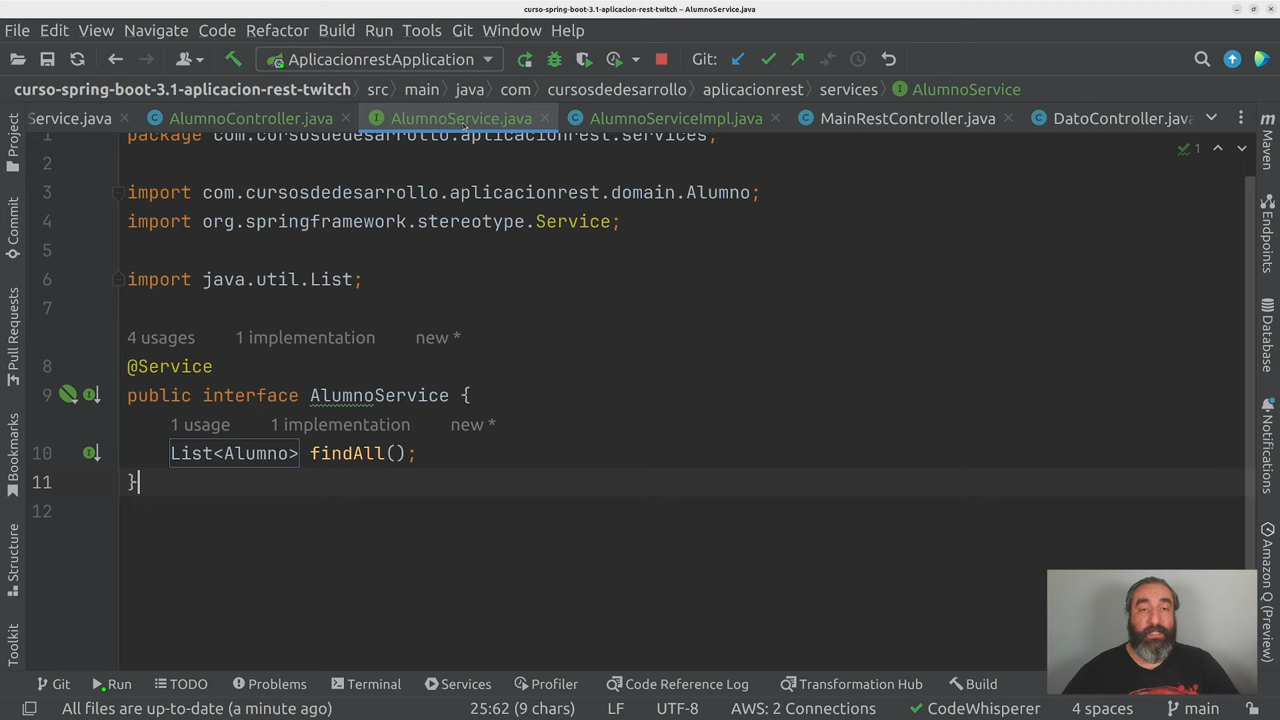 curso-spring-boot-3.1-aplicacion-rest-twitch – AlumnoService.java
File Edit View Navigate Code Refactor Build Run Tools Git Window Help
AplicacionrestApplication Git:
curso-spring-boot-3.1-aplicacion-rest-twitch src main java com cursosdedesarrollo aplicacionrest services AlumnoService
Service.java AlumnoController.java AlumnoService.java AlumnoServiceImpl.java MainRestController.java DatoController.java
1 package com.cursosdedesarrollo.aplicacionrest.services;
1
2
3 import com.cursosdedesarrollo.aplicacionrest.domain.Alumno;
4 import org.springframework.stereotype.Service;
5
6 import java.util.List;
7
4 usages 1 implementation new *
8 @Service
9 public interface AlumnoService {
1 usage 1 implementation new *
10 List<Alumno> findAll();
11 }
12
Project
Commit
Pull Requests
Bookmarks
Structure
Toolkit
m
Maven
Endpoints
Database
Notifications
Amazon Q (Preview)
Git Run TODO Problems Terminal Services Profiler Code Reference Log Transformation Hub Build
All files are up-to-date (a minute ago) 25:62 (9 chars) LF UTF-8 AWS: 2 Connections CodeWhisperer 4 spaces main